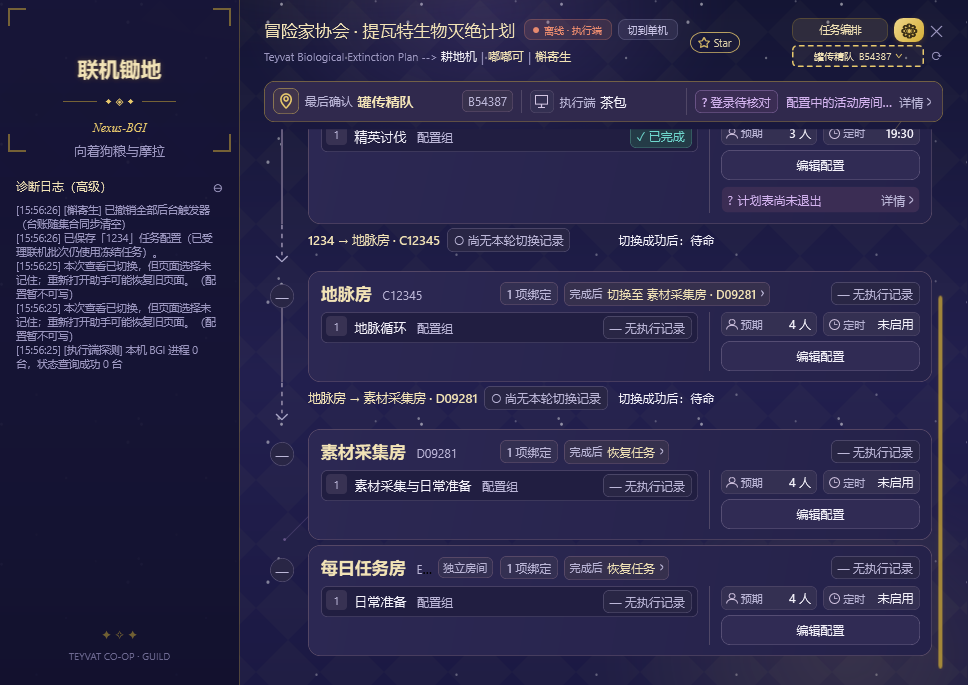 联机锄地
Nexus-BGI
向着狗粮与摩拉
诊断日志（高级）
[15:56:26] [槲寄生] 已撤销全部后台触发器
（台账随集合同步清空）
[15:56:26] 已保存「1234」任务配置（已受
理联机批次仍使用冻结任务）。
[15:56:25] 本次查看已切换，但页面选择未
记住；重新打开助手可能恢复旧页面。（配
置暂不可写）
[15:56:25] 本次查看已切换，但页面选择未
记住；重新打开助手可能恢复旧页面。（配
置暂不可写）
[15:56:25] [执行端探测] 本机 BGI 进程 0
台，状态查询成功 0 台
TEYVAT CO-OP · GUILD
冒险家协会 · 提瓦特生物灭绝计划
离线 · 执行端
切到单机
Star
任务编排
Teyvat Biological Extinction Plan --> 耕地机 | 嘟嘟可 | 槲寄生
罐传精队 B54387
最后确认 罐传精队 B54387
执行端 茶包
? 登录待核对 配置中的活动房间... 详情 >
1 精英讨伐 配置组 ✓ 已完成
预期 3 人 定时 19:30
编辑配置
? 计划表尚未退出 详情 >
1234 → 地脉房 · C12345 尚无本轮切换记录 切换成功后：待命
地脉房 C12345 1 项绑定 完成后 切换至 素材采集房 · D09281 › — 无执行记录
1 地脉循环 配置组 — 无执行记录
预期 4 人 定时 未启用
编辑配置
地脉房 → 素材采集房 · D09281 尚无本轮切换记录 切换成功后：待命
素材采集房 D09281 1 项绑定 完成后 恢复任务 › — 无执行记录
1 素材采集与日常准备 配置组 — 无执行记录
预期 4 人 定时 未启用
编辑配置
每日任务房 E... 独立房间 1 项绑定 完成后 恢复任务 › — 无执行记录
1 日常准备 配置组 — 无执行记录
预期 4 人 定时 未启用
编辑配置